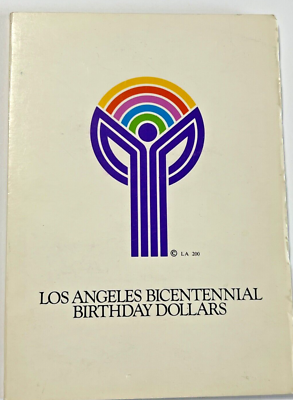 © LA 200
LOS ANGELES BICENTENNIAL
BIRTHDAY DOLLARS